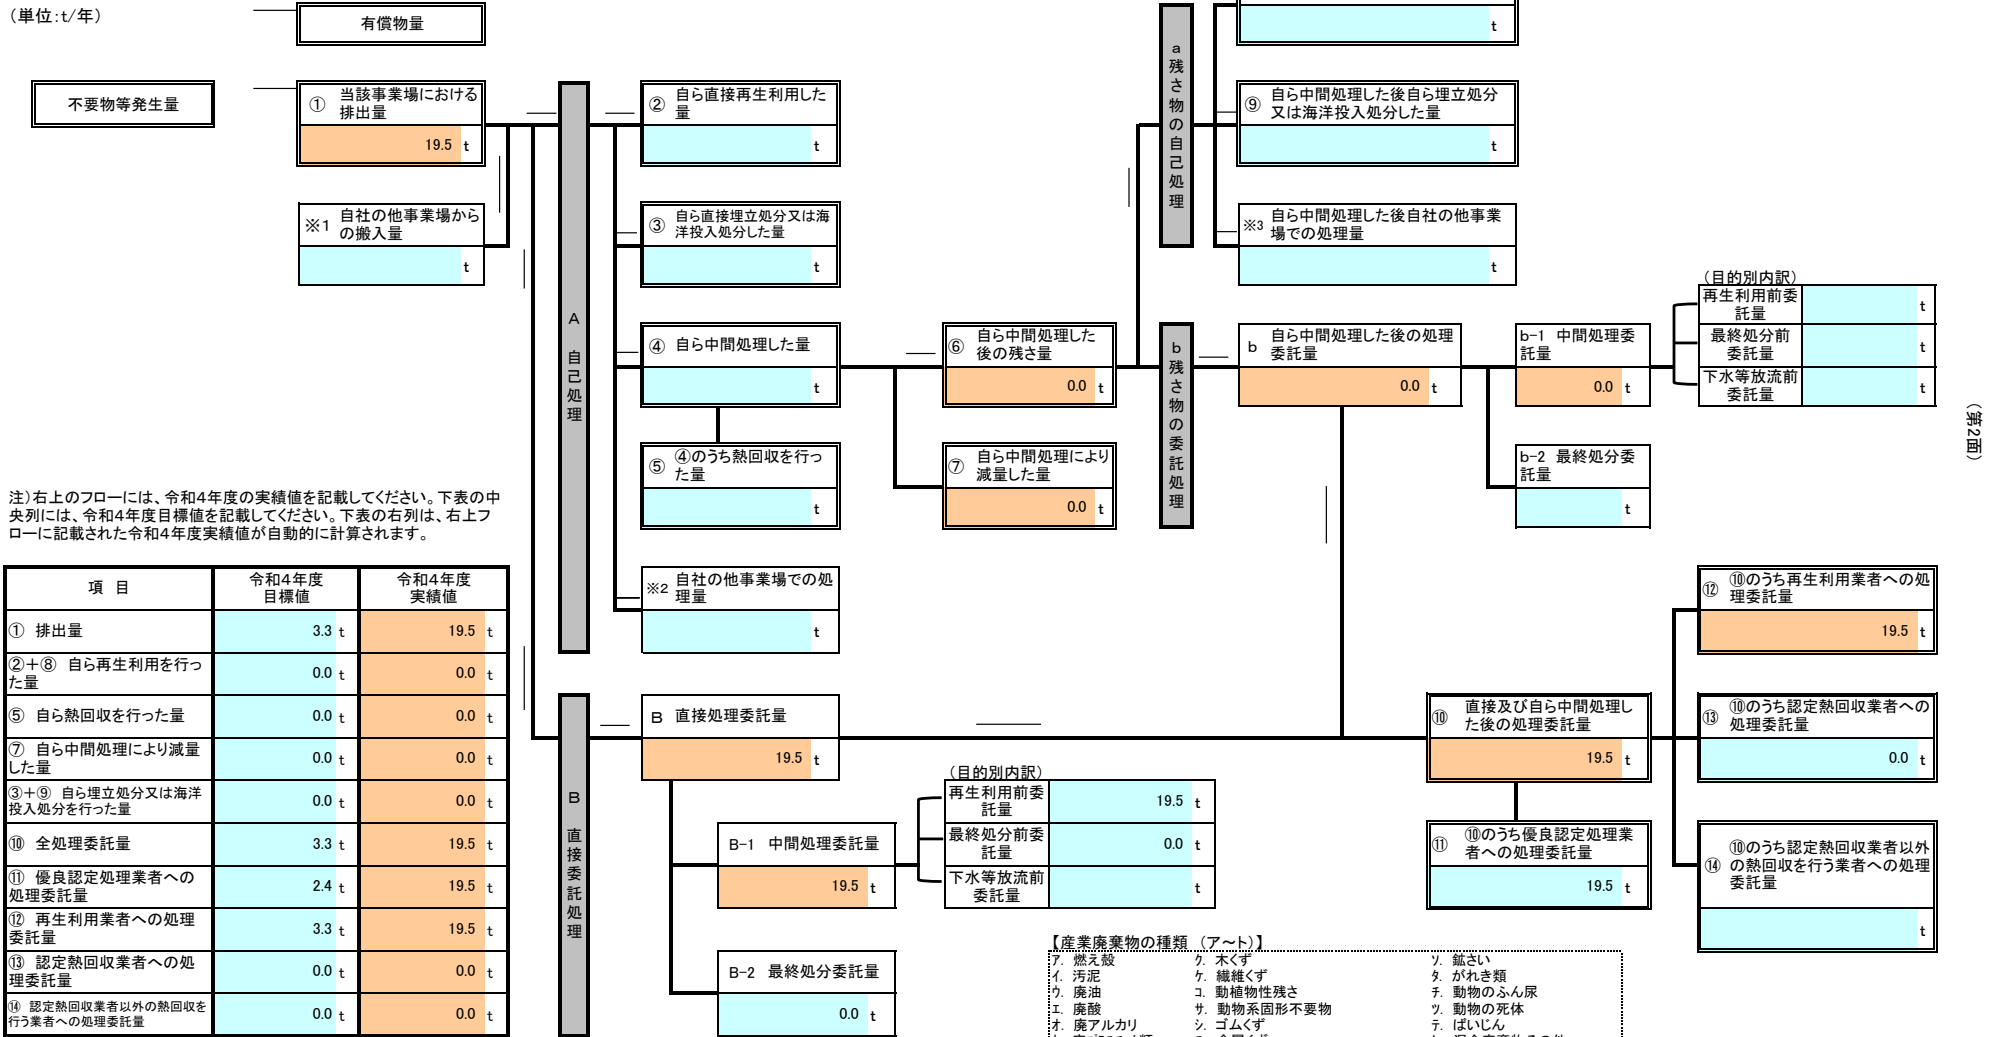 (単位:t/年)
有償物量
不要物等発生量
① 当該事業場における
排出量
19.5 t
※1 自社の他事業場から
の搬入量
t
A 自己処理
② 自ら直接再生利用した
量
t
③ 自ら直接埋立処分又は海
洋投入処分した量
t
④ 自ら中間処理した量
t
⑤ ④のうち熱回収を行っ
た量
t
※2 自社の他事業場での処
理量
t
⑥ 自ら中間処理した
後の残さ量
0.0 t
⑦ 自ら中間処理により
減量した量
0.0 t
a 残さ物の自己処理
t
⑨ 自ら中間処理した後自ら埋立処分
又は海洋投入処分した量
t
※3 自ら中間処理した後自社の他事業
場での処理量
t
b 残さ物の委託処理
b 自ら中間処理した後の処理
委託量
0.0 t
b-1 中間処理委
託量
0.0 t
b-2 最終処分委
託量
t
(目的別内訳)
再生利用前委
託量
t
最終処分前
委託量
t
下水等放流前
委託量
t
(第2面)
注)右上のフローには、令和4年度の実績値を記載してください。下表の中
央列には、令和4年度目標値を記載してください。下表の右列は、右上フ
ローに記載された令和4年度実績値が自動的に計算されます。
項 目 令和4年度
目標値 令和4年度
実績値
① 排出量 3.3 t 19.5 t
②+⑧ 自ら再生利用を行っ
た量 0.0 t 0.0 t
⑤ 自ら熱回収を行った量 0.0 t 0.0 t
⑦ 自ら中間処理により減量
した量 0.0 t 0.0 t
③+⑨ 自ら埋立処分又は海洋
投入処分を行った量 0.0 t 0.0 t
⑩ 全処理委託量 3.3 t 19.5 t
⑪ 優良認定処理業者への
処理委託量 2.4 t 19.5 t
⑫ 再生利用業者への処理
委託量 3.3 t 19.5 t
⑬ 認定熱回収業者への処
理委託量 0.0 t 0.0 t
⑭ 認定熱回収業者以外の熱回収を
行う業者への処理委託量 0.0 t 0.0 t
B 直接委託処理
B 直接処理委託量
19.5 t
B-1 中間処理委託量
19.5 t
B-2 最終処分委託量
0.0 t
(目的別内訳)
再生利用前委
託量
19.5 t
最終処分前委
託量
0.0 t
下水等放流前
委託量
t
⑩ 直接及び自ら中間処理し
た後の処理委託量
19.5 t
⑪ ⑩のうち優良認定処理業
者への処理委託量
19.5 t
⑫ ⑩のうち再生利用業者への処
理委託量
19.5 t
⑬ ⑩のうち認定熱回収業者への
処理委託量
0.0 t
⑭ ⑩のうち認定熱回収業者以外
の熱回収を行う業者への処理
委託量
t
【産業廃棄物の種類 (ア~ト)】
ア. 燃え殻 ク. 木くず ソ. 鉱さい
イ. 汚泥 ケ. 繊維くず タ. がれき類
ウ. 廃油 コ. 動植物性残さ チ. 動物のふん尿
エ. 廃酸 サ. 動物系固形不要物 ツ. 動物の死体
オ. 廃アルカリ シ. ゴムくず テ. ばいじん